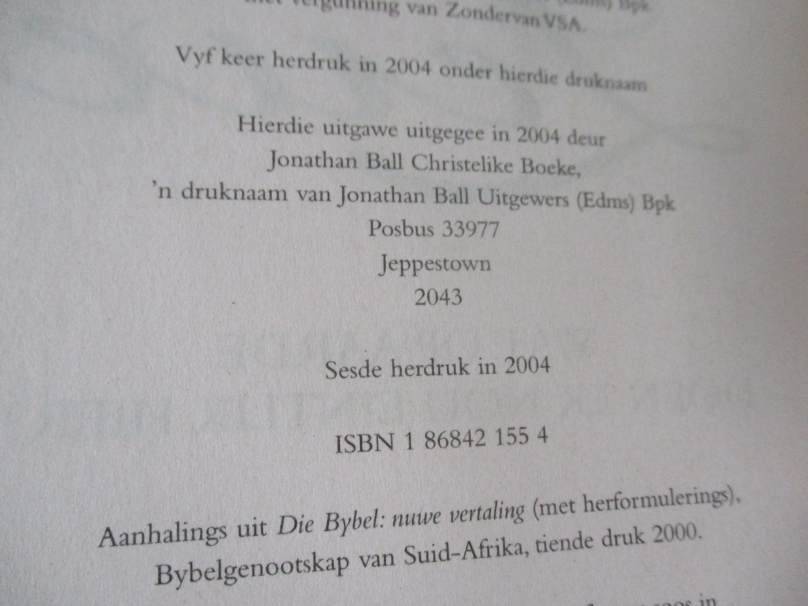 vergunning van Zondervan VSA.
Vyf keer herdruk in 2004 onder hierdie druknaam
Hierdie uitgawe uitgegee in 2004 deur
Jonathan Ball Christelike Boeke,
'n druknaam van Jonathan Ball Uitgewers (Edms) Bpk
Posbus 33977
Jeppestown
2043
Sesde herdruk in 2004
ISBN 1 86842 155 4
Aanhalings uit Die Bybel: nuwe vertaling (met herformulerings),
Bybelgenootskap van Suid-Afrika, tiende druk 2000.
in